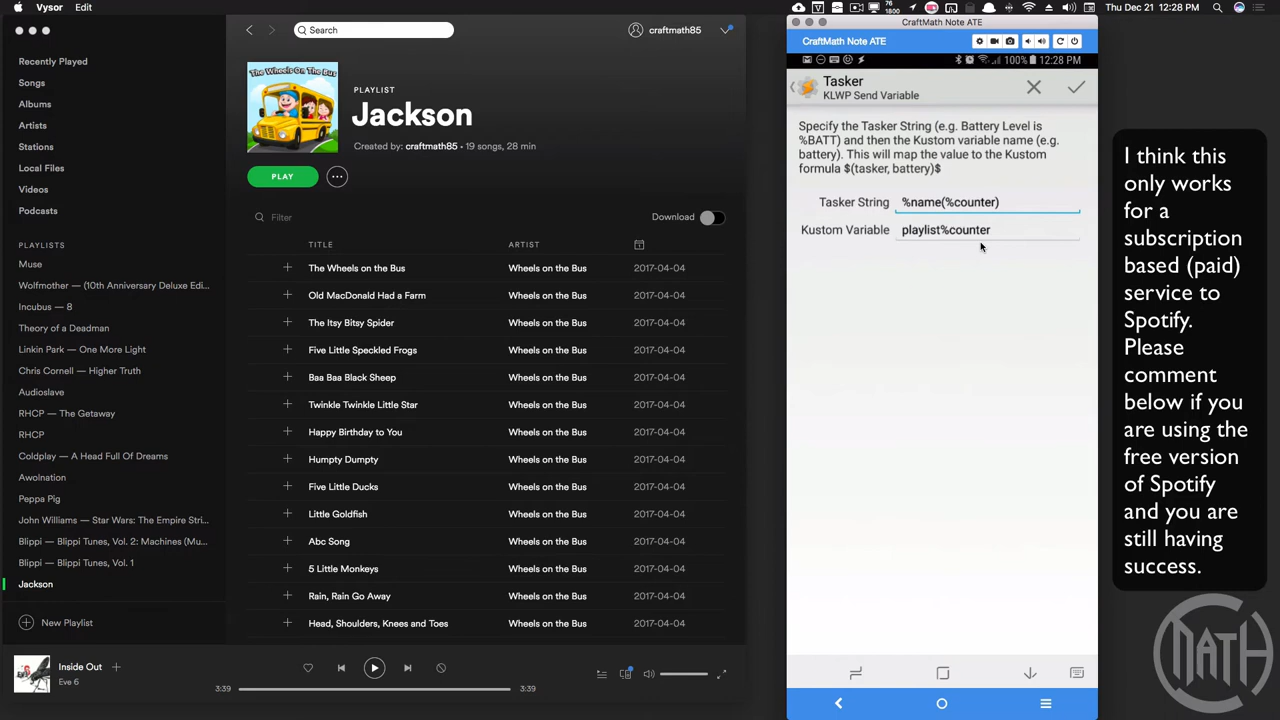 Vysor Edit
76
1800
Thu Dec 21 12:28 PM
Search
craftmath85
Recently Played
Songs
Albums
Artists
Stations
Local Files
Videos
Podcasts
PLAYLISTS
Muse
Wolfmother — (10th Anniversary Deluxe Edi...
Incubus — 8
Theory of a Deadman
Linkin Park — One More Light
Chris Cornell — Higher Truth
Audioslave
RHCP — The Getaway
RHCP
Coldplay — A Head Full Of Dreams
Awolnation
Peppa Pig
John Williams — Star Wars: The Empire Stri...
Blippi — Blippi Tunes, Vol. 2: Machines (Mu...
Blippi — Blippi Tunes, Vol. 1
Jackson
New Playlist
The Wheels On The Bus
PLAYLIST
Jackson
Created by: craftmath85 • 19 songs, 28 min
PLAY
Filter
Download
TITLE ARTIST
The Wheels on the Bus Wheels on the Bus 2017-04-04
Old MacDonald Had a Farm Wheels on the Bus 2017-04-04
The Itsy Bitsy Spider Wheels on the Bus 2017-04-04
Five Little Speckled Frogs Wheels on the Bus 2017-04-04
Baa Baa Black Sheep Wheels on the Bus 2017-04-04
Twinkle Twinkle Little Star Wheels on the Bus 2017-04-04
Happy Birthday to You Wheels on the Bus 2017-04-04
Humpty Dumpty Wheels on the Bus 2017-04-04
Five Little Ducks Wheels on the Bus 2017-04-04
Little Goldfish Wheels on the Bus 2017-04-04
Abc Song Wheels on the Bus 2017-04-04
5 Little Monkeys Wheels on the Bus 2017-04-04
Rain, Rain Go Away Wheels on the Bus 2017-04-04
Head, Shoulders, Knees and Toes Wheels on the Bus 2017-04-04
Inside Out
Eve 6
3:39
3:39
CraftMath Note ATE
CraftMath Note ATE
100% 12:28 PM
Tasker
KLWP Send Variable
Specify the Tasker String (e.g. Battery Level is
%BATT) and then the Kustom variable name (e.g.
battery). This will map the value to the Kustom
formula $(tasker, battery)$
Tasker String %name(%counter)
Kustom Variable playlist%counter
I think this
only works
for a
subscription
based (paid)
service to
Spotify.
Please
comment
below if you
are using the
free version
of Spotify
and you are
still having
success.
MATH